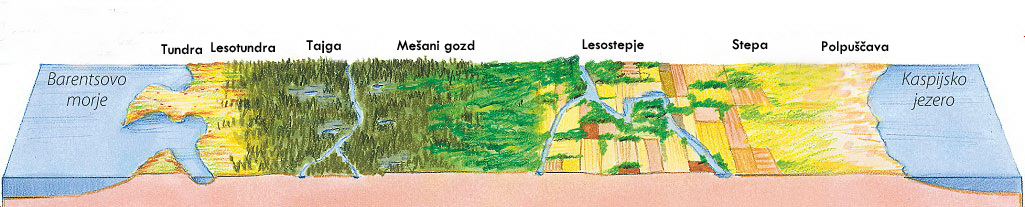 Tundra Lesotundra Tajga Mešani gozd Lesostepje Stepa Polpuščava
Barentsovo
morje
Kaspijsko
jezero